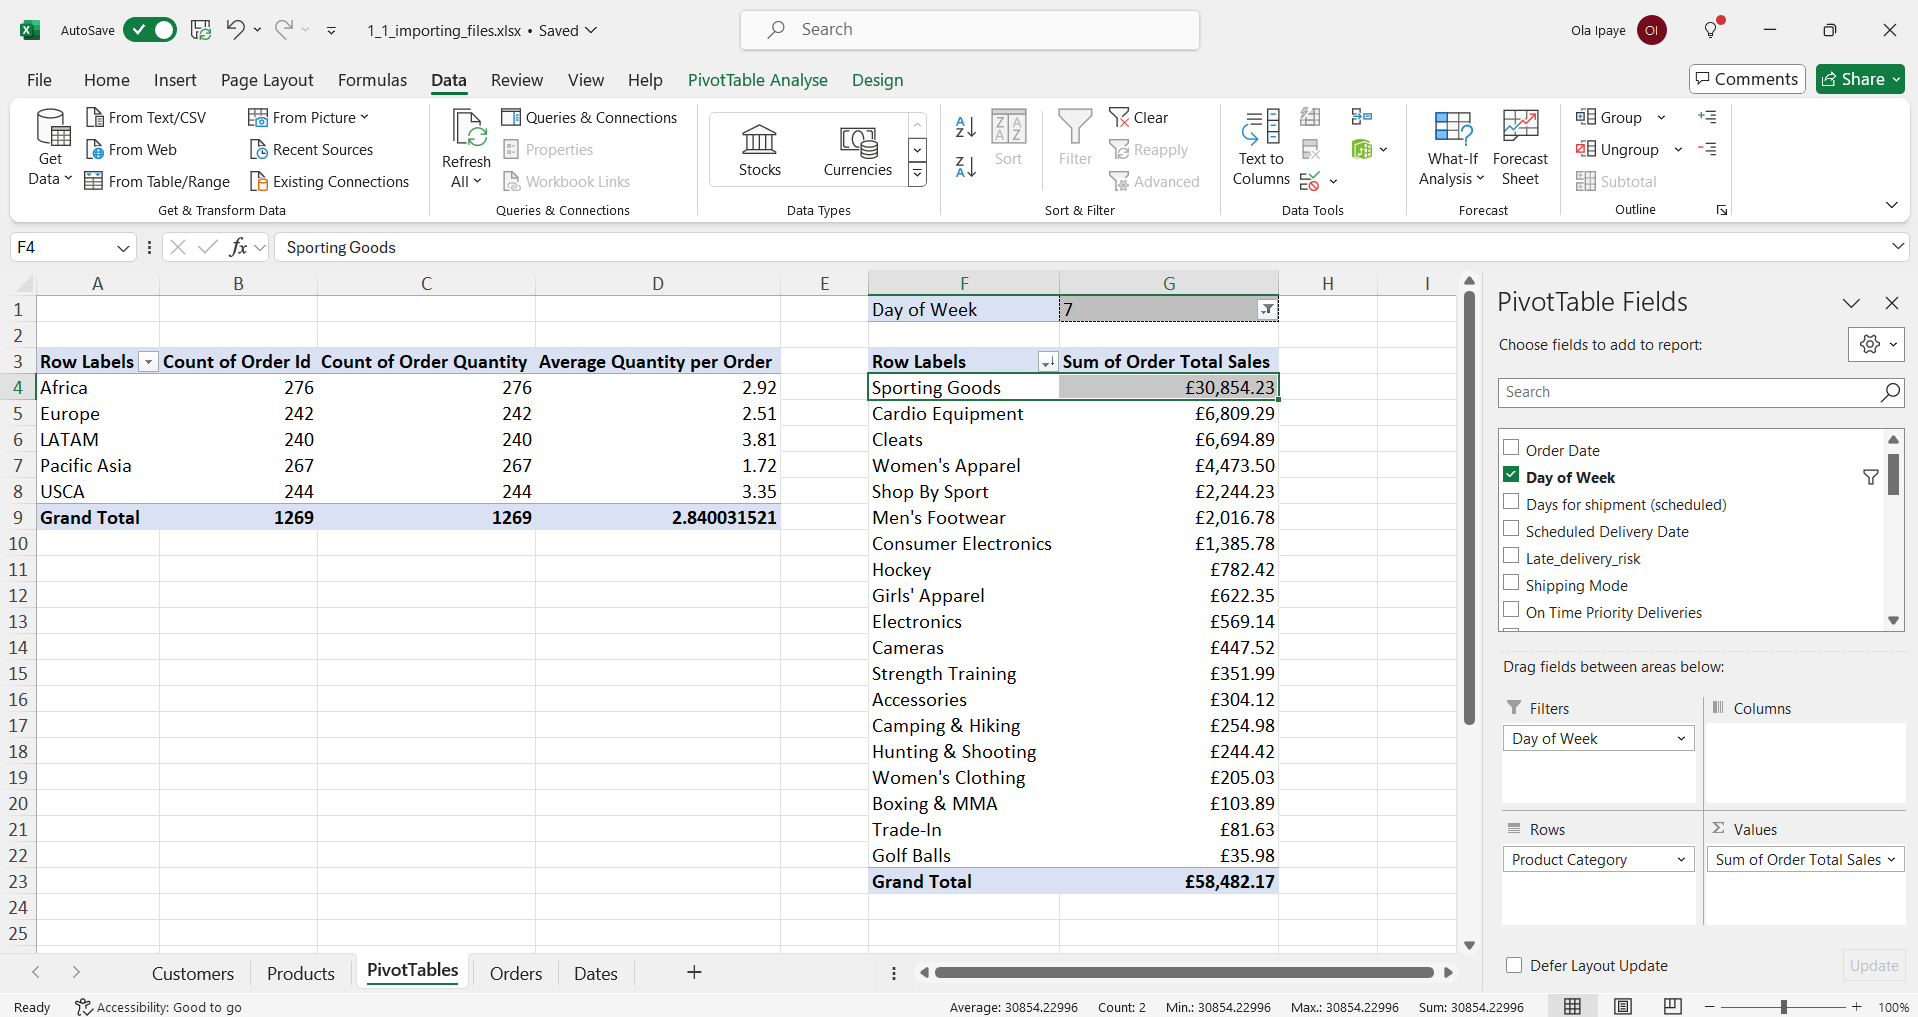 AutoSave
1_1_importing_files.xlsx • Saved
Search
Ola Ipaye
OI
File Home Insert Page Layout Formulas Data Review View Help PivotTable Analyse Design
Comments Share
Get Data
From Text/CSV
From Web
From Table/Range
From Picture
Recent Sources
Existing Connections
Get & Transform Data
Refresh All
Queries & Connections
Properties
Workbook Links
Queries & Connections
Stocks
Currencies
Data Types
Sort
Filter
Clear
Reapply
Advanced
Sort & Filter
Text to Columns
Data Tools
What-If Analysis
Forecast Sheet
Forecast
Group
Ungroup
Subtotal
Outline
F4
fx
Sporting Goods
A B C D E F G H I
1 Day of Week 7
2
3 Row Labels Count of Order Id Count of Order Quantity Average Quantity per Order Row Labels Sum of Order Total Sales
4 Africa 276 276 2.92 Sporting Goods £30,854.23
5 Europe 242 242 2.51 Cardio Equipment £6,809.29
6 LATAM 240 240 3.81 Cleats £6,694.89
7 Pacific Asia 267 267 1.72 Women's Apparel £4,473.50
8 USCA 244 244 3.35 Shop By Sport £2,244.23
9 Grand Total 1269 1269 2.840031521 Men's Footwear £2,016.78
10 Consumer Electronics £1,385.78
11 Hockey £782.42
12 Girls' Apparel £622.35
13 Electronics £569.14
14 Cameras £447.52
15 Strength Training £351.99
16 Accessories £304.12
17 Camping & Hiking £254.98
18 Hunting & Shooting £244.42
19 Women's Clothing £205.03
20 Boxing & MMA £103.89
21 Trade-In £81.63
22 Golf Balls £35.98
23 Grand Total £58,482.17
24
25
PivotTable Fields
Choose fields to add to report:
Search
Order Date
Day of Week
Days for shipment (scheduled)
Scheduled Delivery Date
Late_delivery_risk
Shipping Mode
On Time Priority Deliveries
Drag fields between areas below:
Filters
Day of Week
Columns
Rows
Product Category
Σ Values
Sum of Order Total Sales
Defer Layout Update
Update
Customers Products PivotTables Orders Dates
Ready
Accessibility: Good to go
Average: 30854.22996 Count: 2 Min.: 30854.22996 Max.: 30854.22996 Sum: 30854.22996
100%